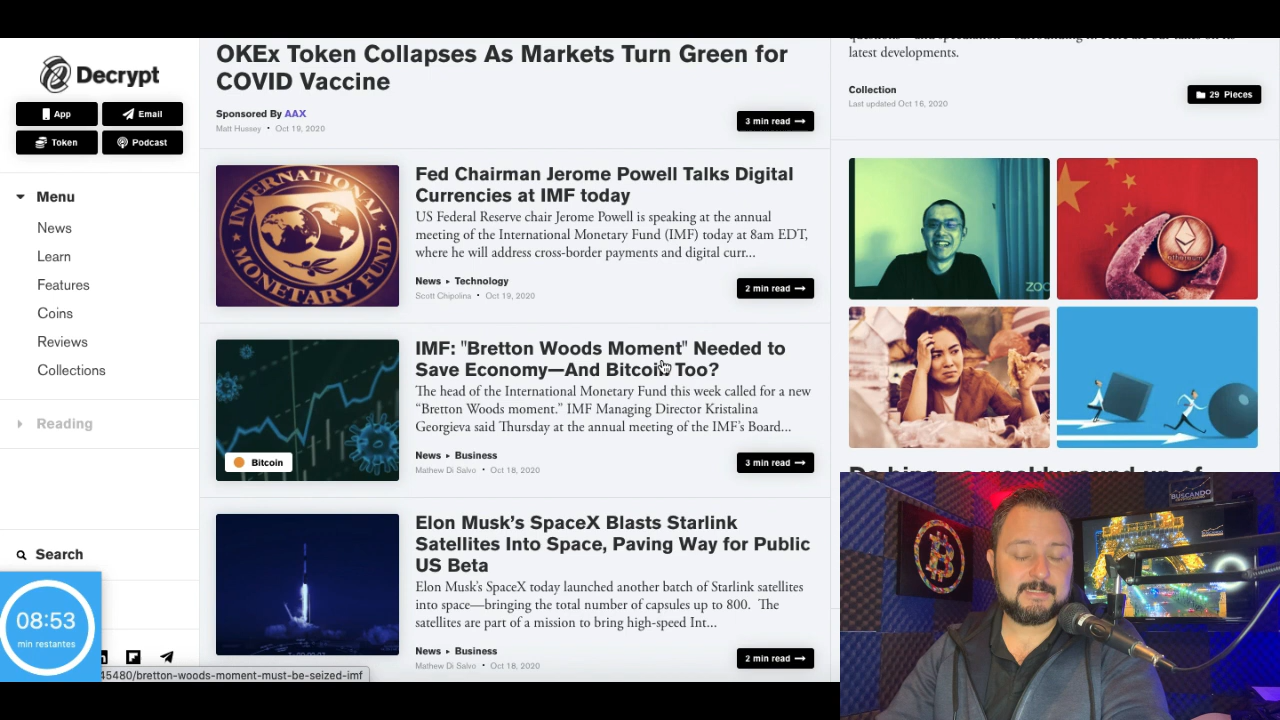 Decrypt
App
Email
Token
Podcast
Menu
News
Learn
Features
Coins
Reviews
Collections
Reading
Search
08:53
min restantes
45480/bretton-woods-moment-must-be-seized-imf
OKEx Token Collapses As Markets Turn Green for
COVID Vaccine
Sponsored By AAX
Matt Hussey • Oct 19, 2020
3 min read →
INTERNATIONAL
MONETARY FUND
Fed Chairman Jerome Powell Talks Digital
Currencies at IMF today
US Federal Reserve chair Jerome Powell is speaking at the annual
meeting of the International Monetary Fund (IMF) today at 8am EDT,
where he will address cross-border payments and digital curr...
News ▸ Technology
Scott Chipolina • Oct 19, 2020
2 min read →
Bitcoin
IMF: "Bretton Woods Moment" Needed to
Save Economy—And Bitcoin Too?
The head of the International Monetary Fund this week called for a new
“Bretton Woods moment.” IMF Managing Director Kristalina
Georgieva said Thursday at the annual meeting of the IMF’s Board...
News ▸ Business
Mathew Di Salvo • Oct 18, 2020
3 min read →
Elon Musk’s SpaceX Blasts Starlink
Satellites Into Space, Paving Way for Public
US Beta
Elon Musk’s SpaceX today launched another batch of Starlink satellites
into space—bringing the total number of capsules up to 800. The
satellites are part of a mission to bring high-speed Int...
News ▸ Business
Mathew Di Salvo • Oct 18, 2020
2 min read →
latest developments.
Collection
Last updated Oct 16, 2020
29 Pieces
ZOO
ethereum
BUSCANDO